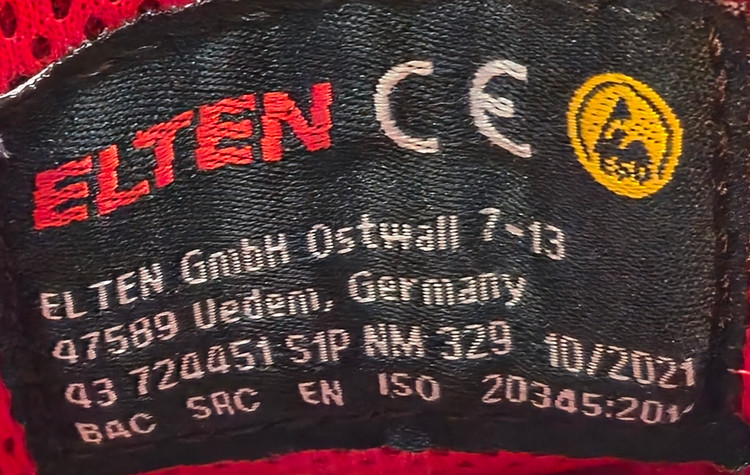 ELTEN CE
ESD
ELTEN GmbH Ostwall 7-13
47589 Uedem, Germany
43 724451 S1P NM 329 10/2021
BAC SRC EN ISO